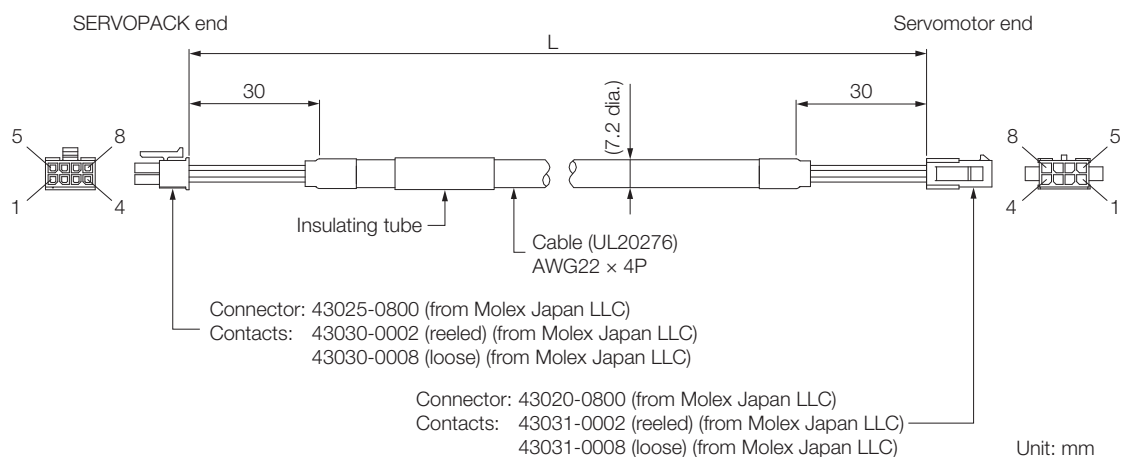 SERVOPACK end
Servomotor end
L
30
30
(7.2 dia.)
5
8
1
4
8
5
4
1
Insulating tube
Cable (UL20276)
AWG22 × 4P
Connector: 43025-0800 (from Molex Japan LLC)
Contacts: 43030-0002 (reeled) (from Molex Japan LLC)
43030-0008 (loose) (from Molex Japan LLC)
Connector: 43020-0800 (from Molex Japan LLC)
Contacts: 43031-0002 (reeled) (from Molex Japan LLC)
43031-0008 (loose) (from Molex Japan LLC)
Unit: mm